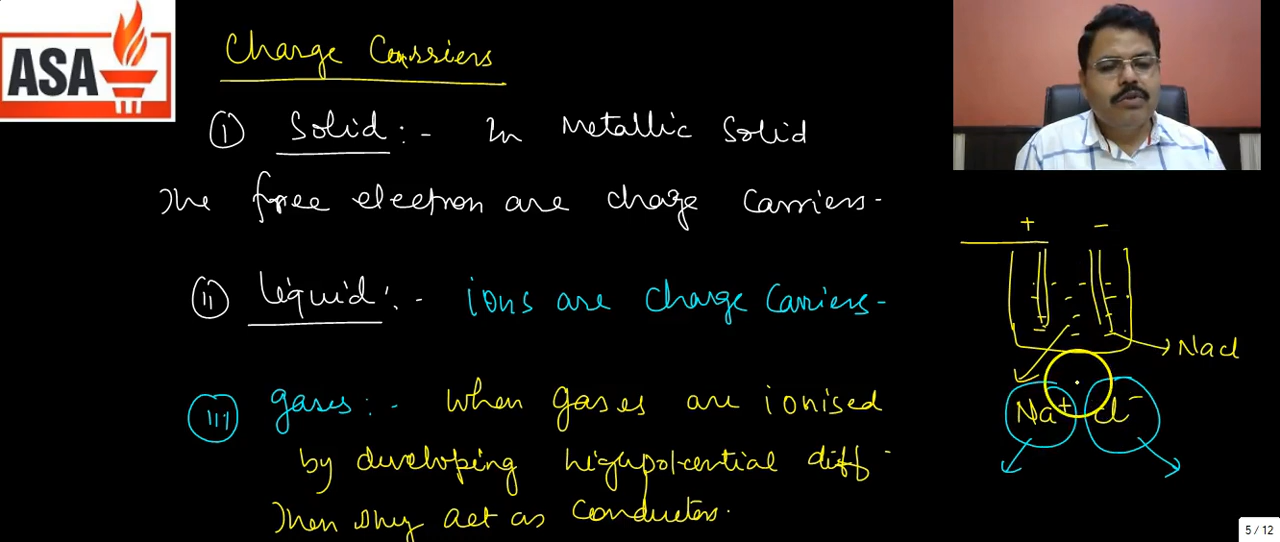 ASA
Charge Carriers
(i) Solid :- In Metallic Solid
The free electron are charge carriers.
(ii) Liquid :- ions are charge carriers-
(iii) gases :- When gases are ionised
by developing high potential diff.
Then they act as conductors.
+ -
NaCl
Na+ Cl-
5 / 12